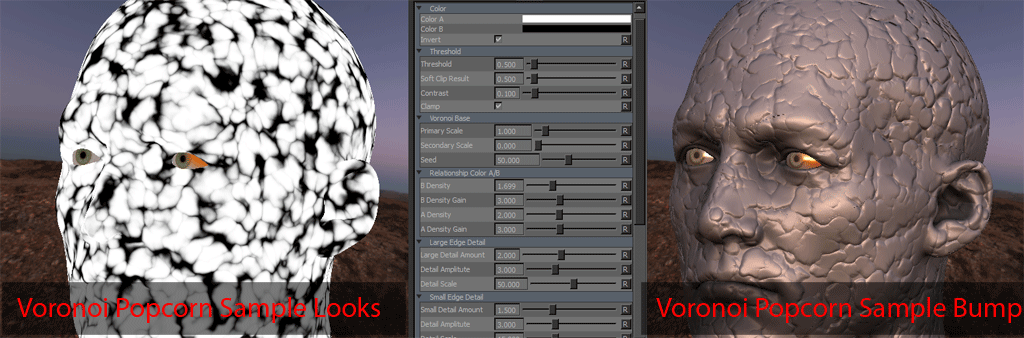 Color
Color A
Color B
Invert R
Threshold
Threshold 0.500 R
Soft Clip Result 0.500 R
Contrast 0.100 R
Clamp R
Voronoi Base
Primary Scale 1.000 R
Secondary Scale 0.000 R
Seed 50.000 R
Relationship Color A/B
B Density 1.699 R
B Density Gain 3.000 R
A Density 2.000 R
A Density Gain 3.000 R
Large Edge Detail
Large Detail Amount 2.000 R
Detail Amplitute 3.000 R
Detail Scale 50.000 R
Small Edge Detail
Small Detail Amount 1.500 R
Detail Amplitute 3.000 R
Voronoi Popcorn Sample Looks
Voronoi Popcorn Sample Bump